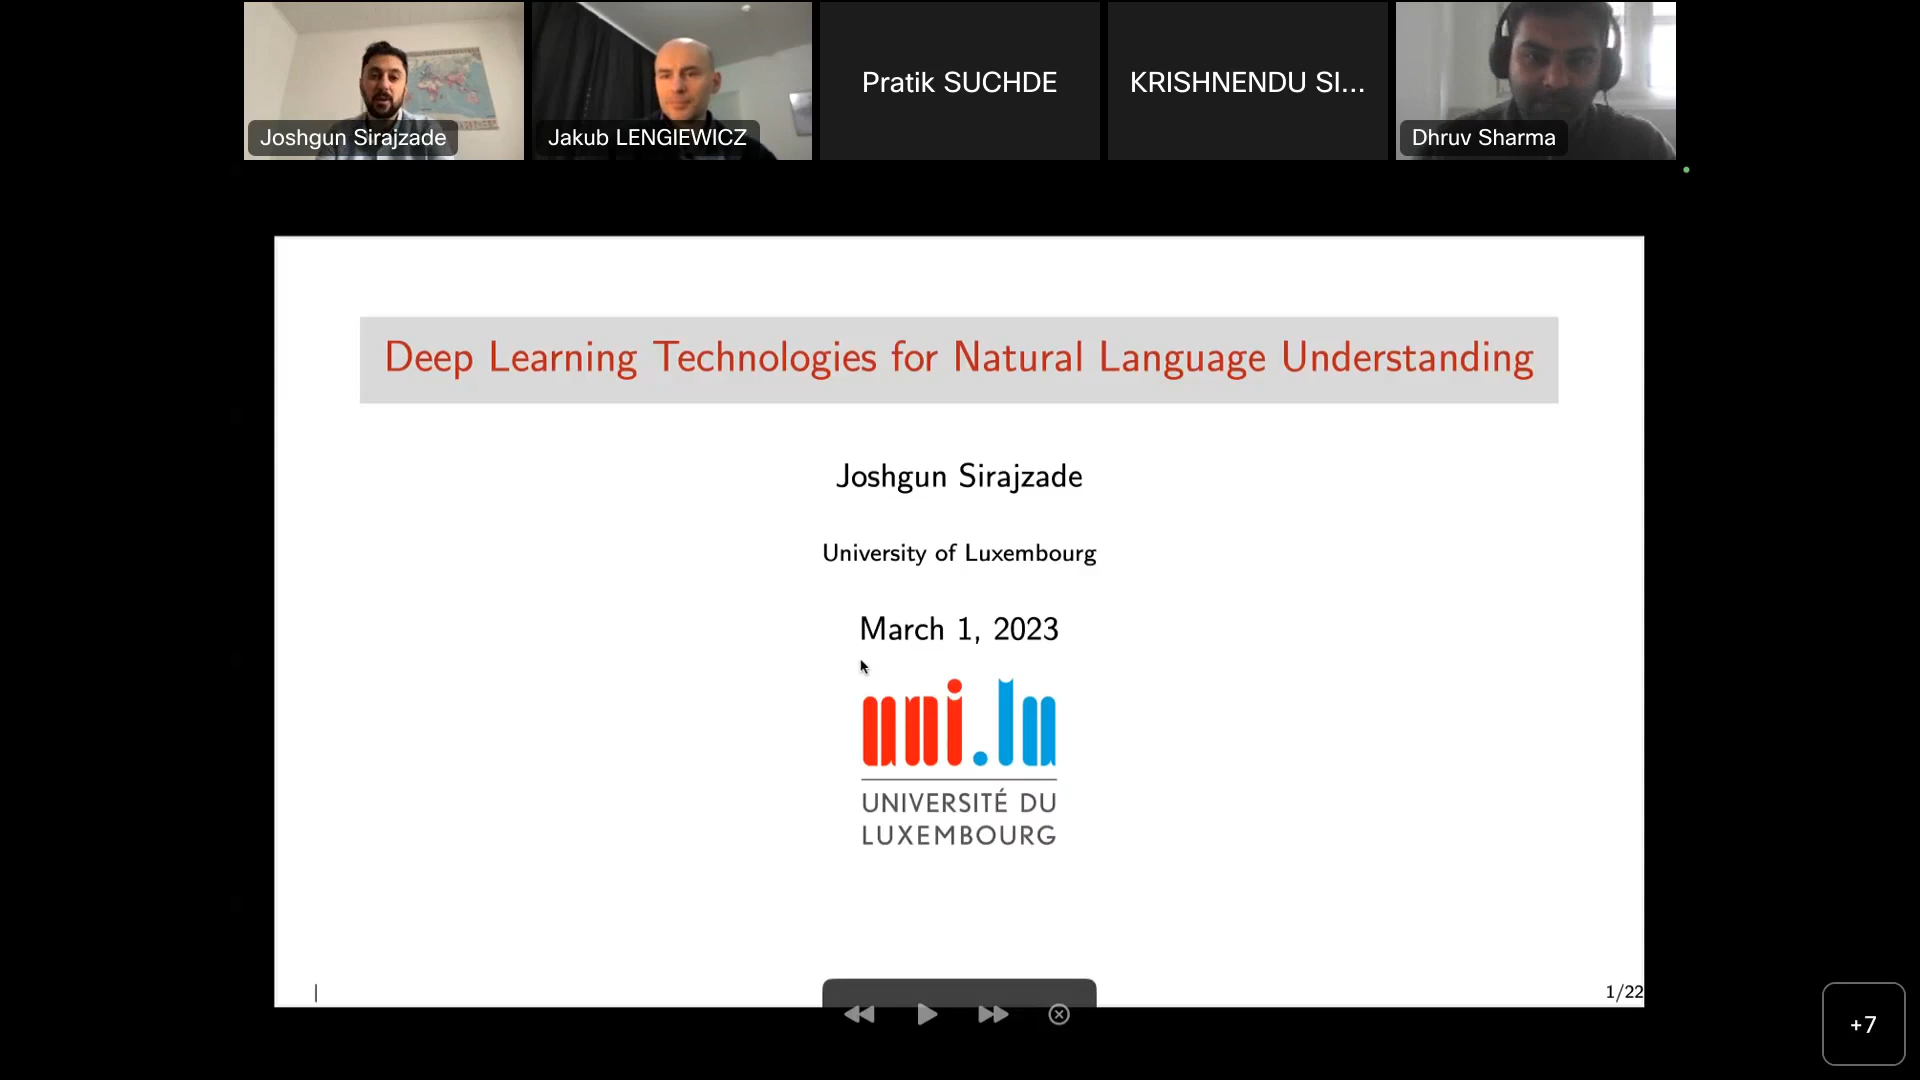 Joshgun Sirajzade
Jakub LENGIEWICZ
Pratik SUCHDE
KRISHNENDU SI...
Dhruv Sharma
Deep Learning Technologies for Natural Language Understanding
Joshgun Sirajzade
University of Luxembourg
March 1, 2023
uni.lu
UNIVERSITÉ DU
LUXEMBOURG
1/22
+7